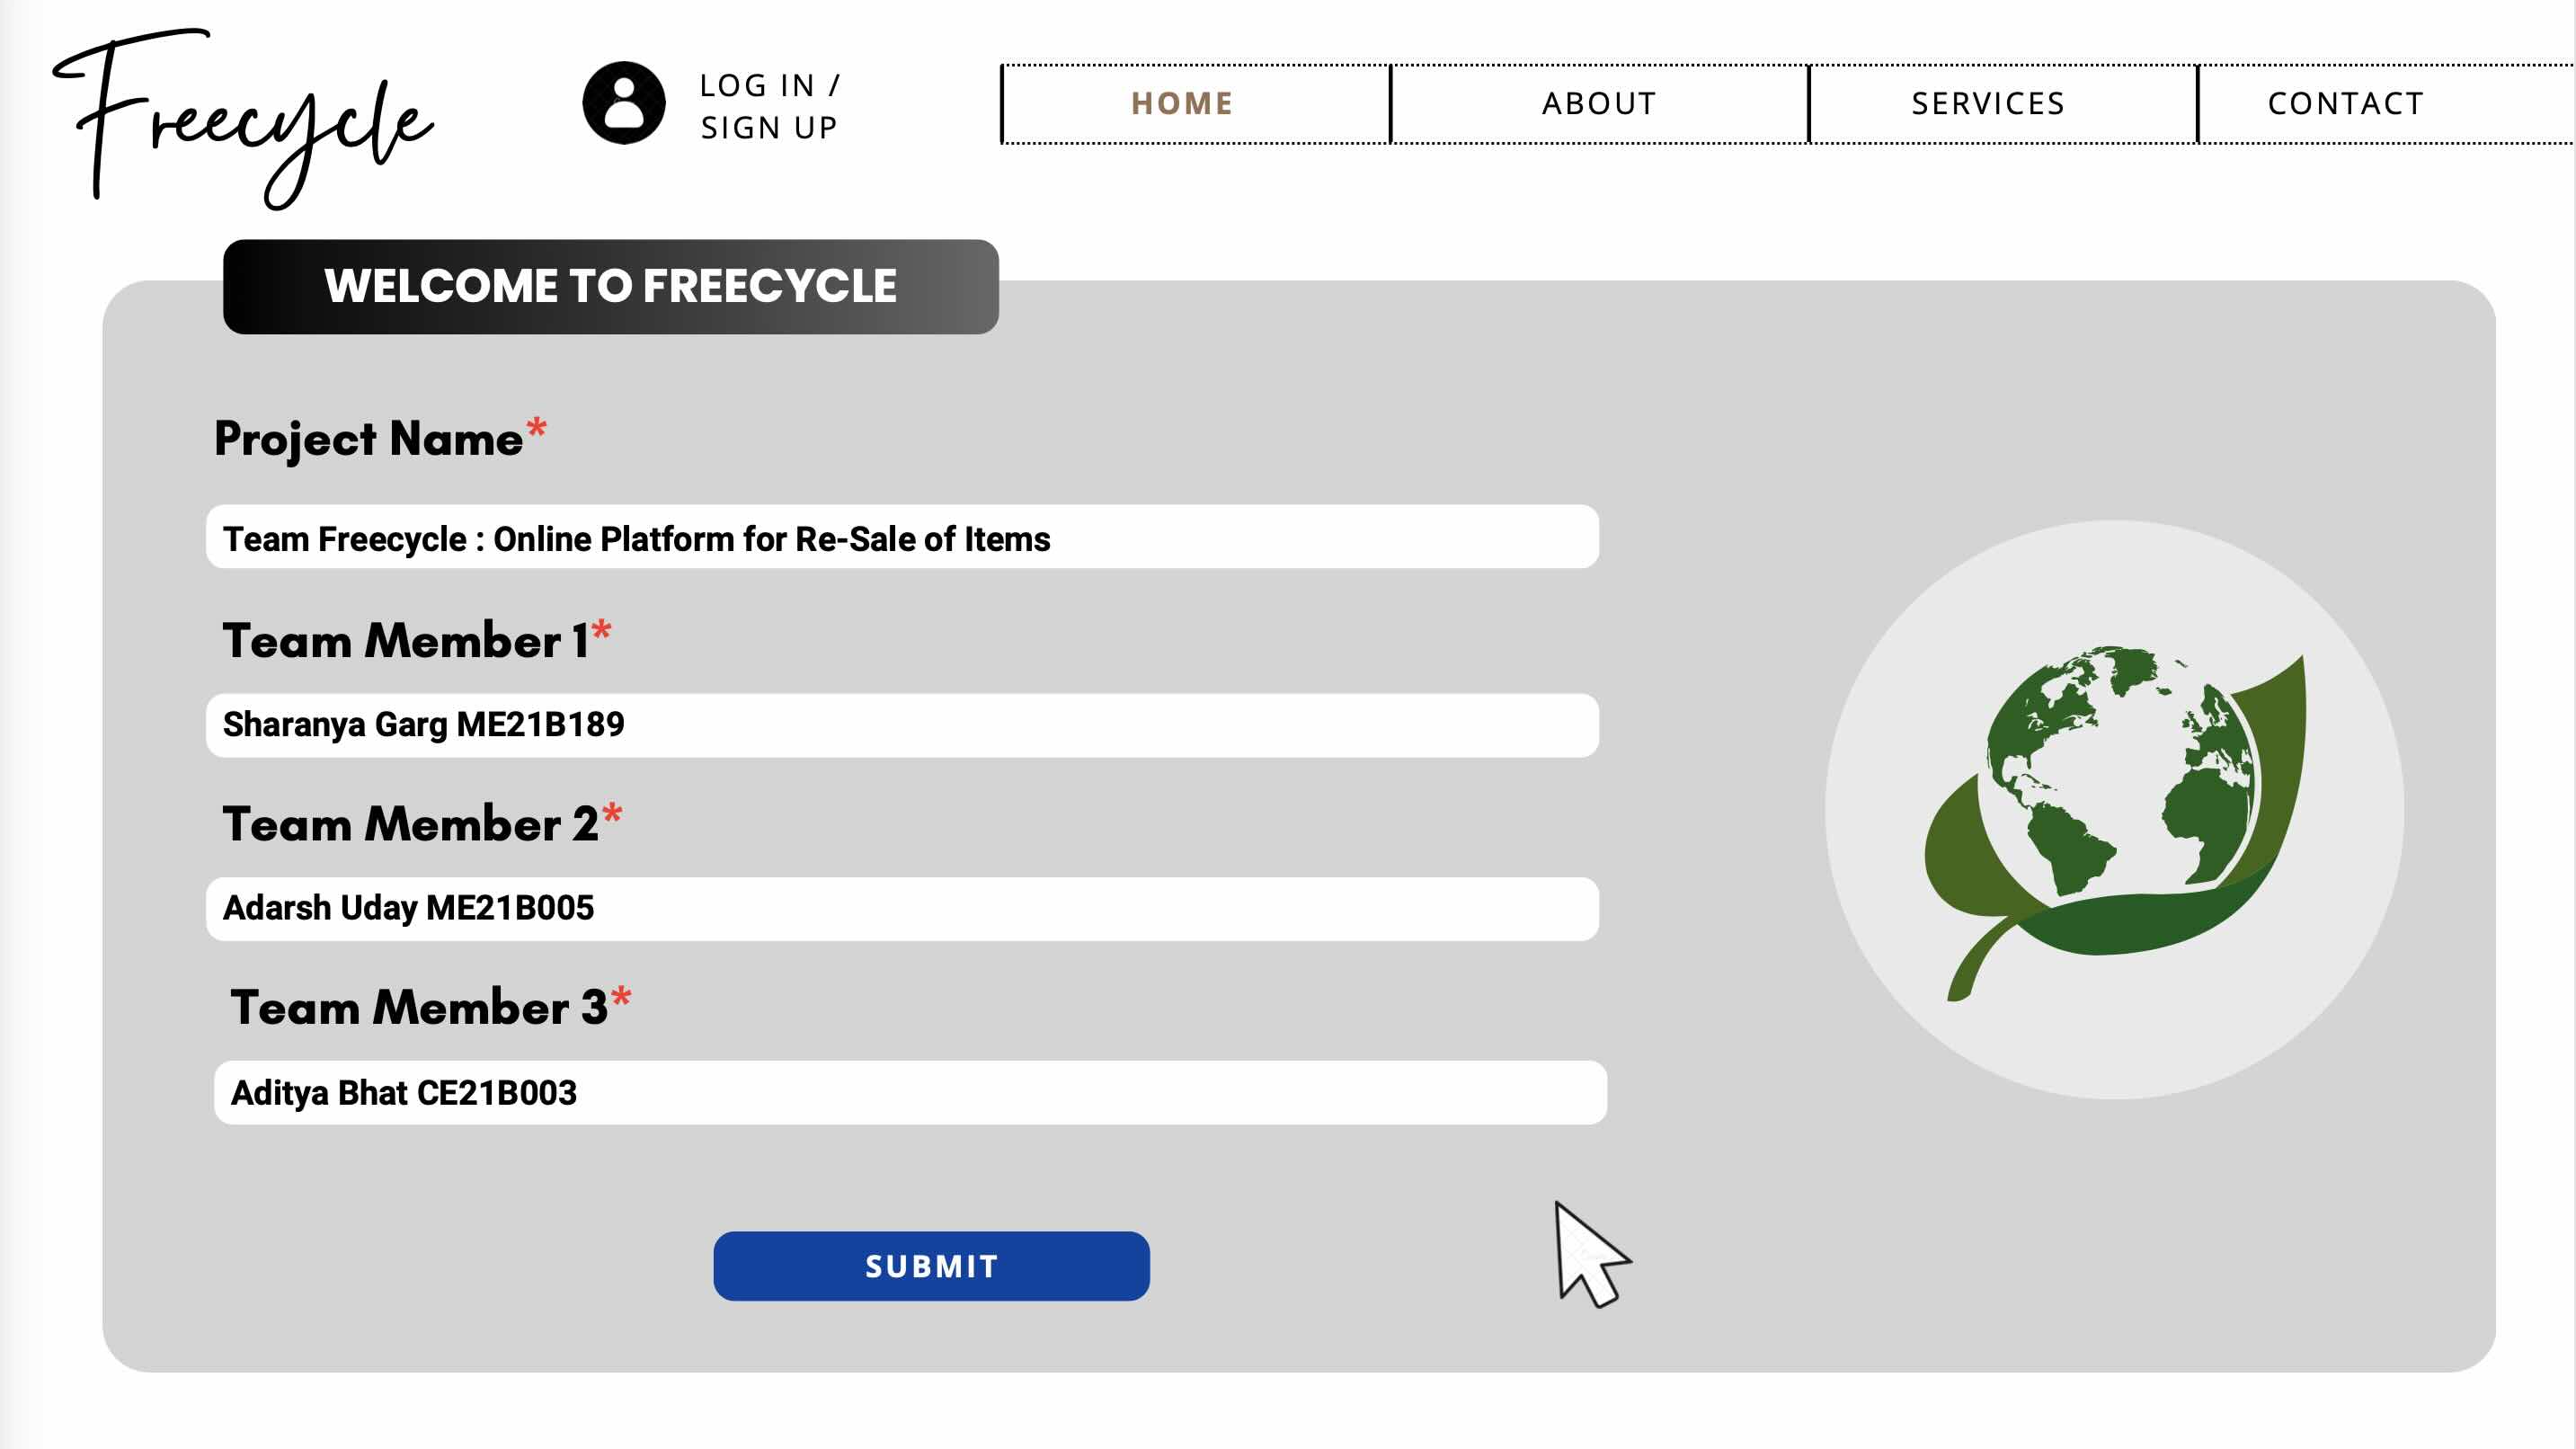 Freecycle
LOG IN /
SIGN UP
HOME
ABOUT
SERVICES
CONTACT
WELCOME TO FREECYCLE
Project Name*
Team Freecycle : Online Platform for Re-Sale of Items
Team Member 1*
Sharanya Garg ME21B189
Team Member 2*
Adarsh Uday ME21B005
Team Member 3*
Aditya Bhat CE21B003
SUBMIT